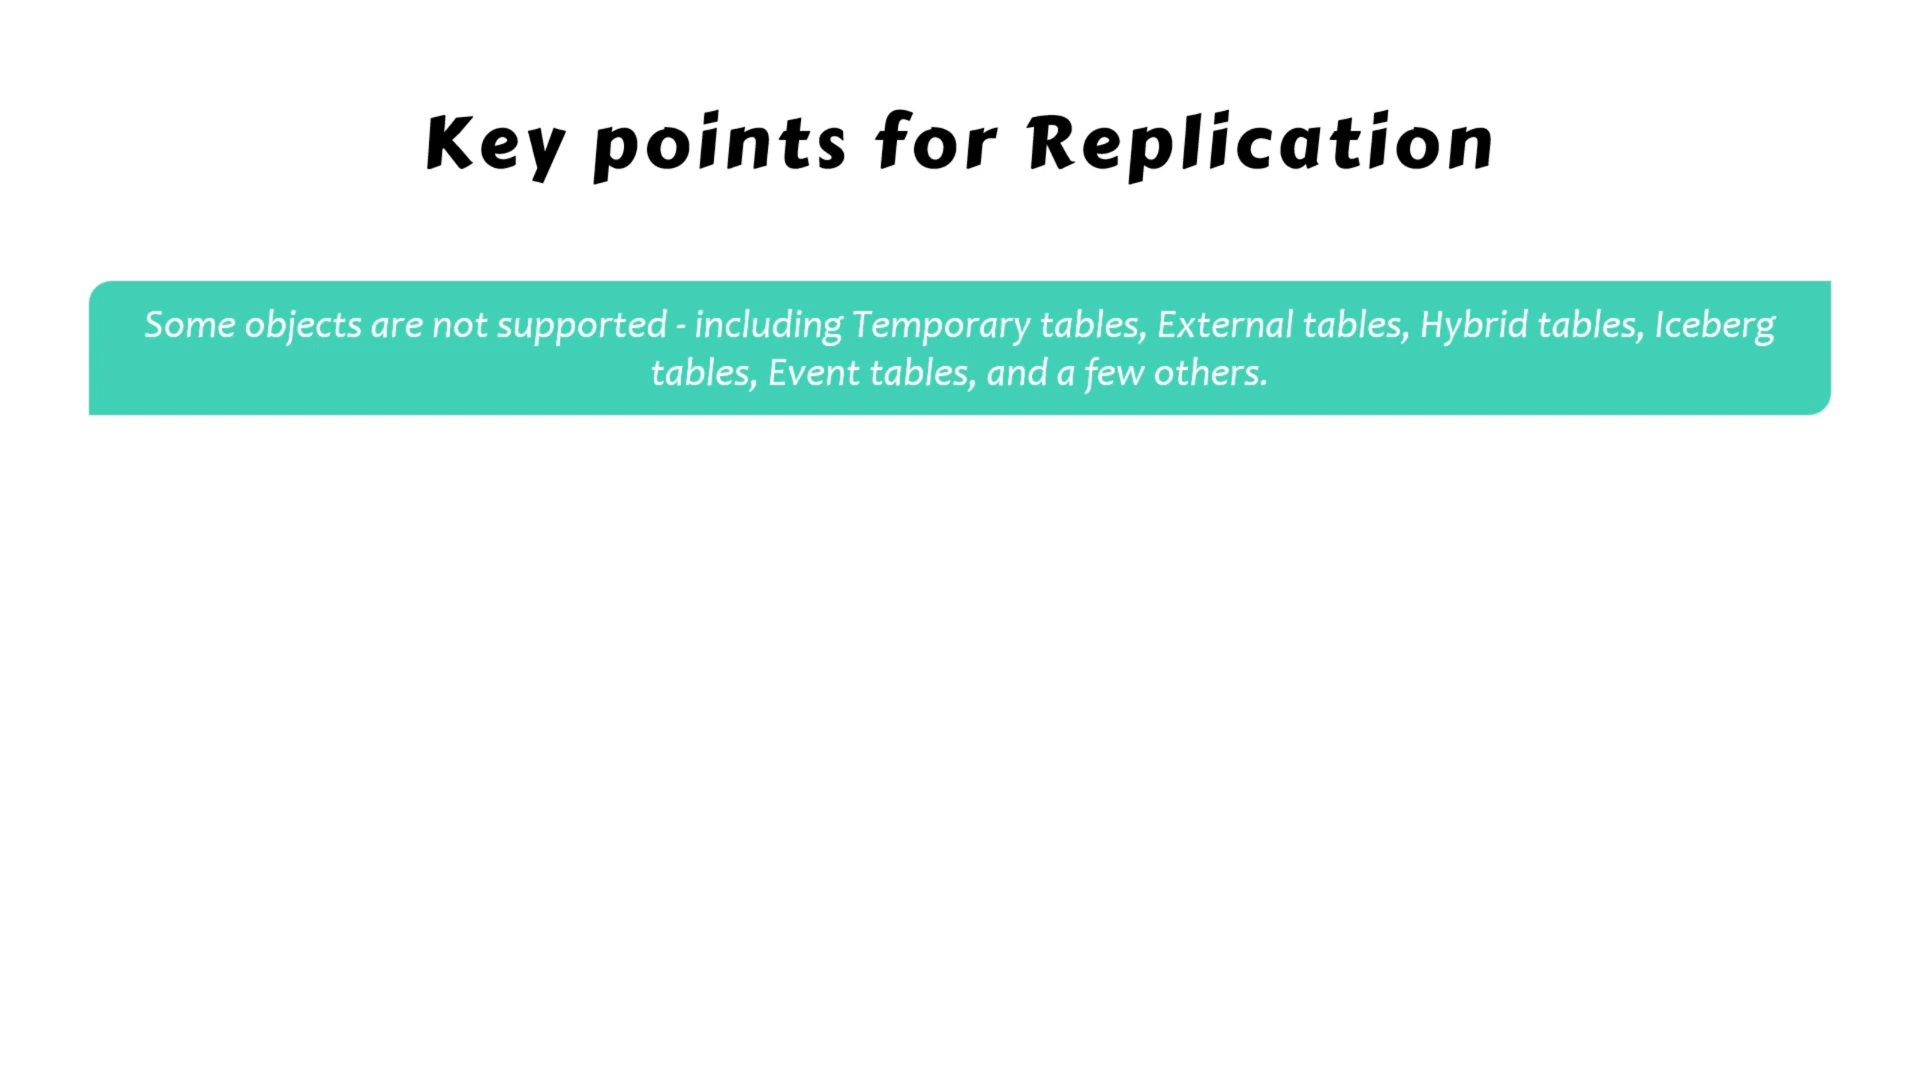 Key points for Replication
Some objects are not supported - including Temporary tables, External tables, Hybrid tables, Iceberg
tables, Event tables, and a few others.